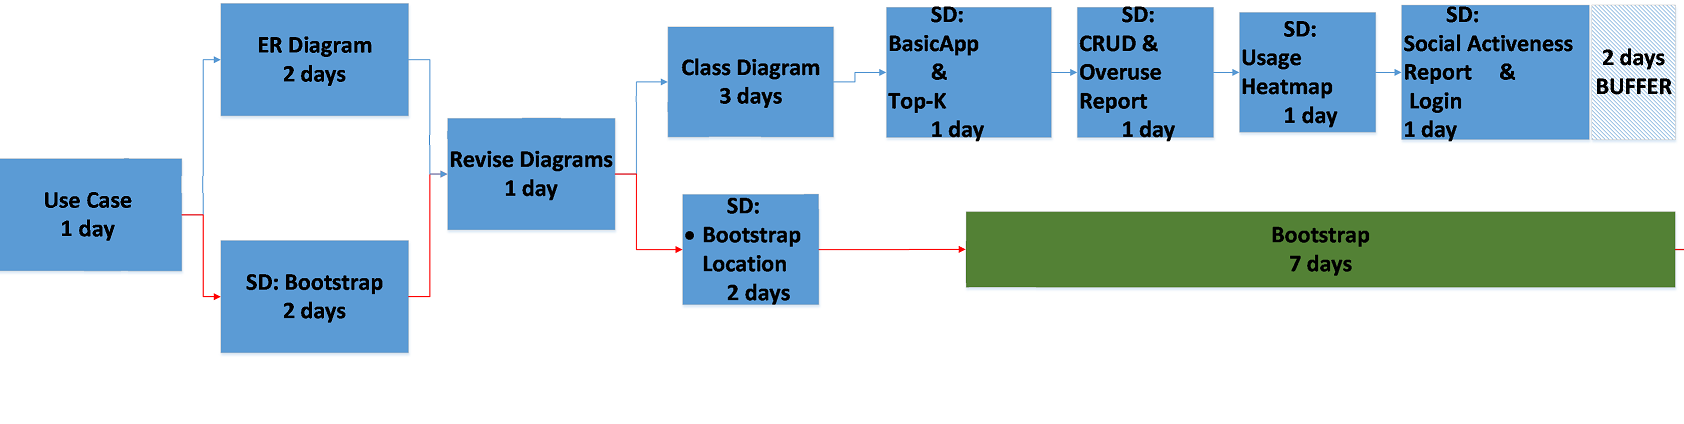 Use Case
1 day
ER Diagram
2 days
SD: Bootstrap
2 days
Revise Diagrams
1 day
Class Diagram
3 days
SD:
• Bootstrap
Location
2 days
SD:
BasicApp
&
Top-K
1 day
SD:
CRUD &
Overuse
Report
1 day
SD:
Usage
Heatmap
1 day
SD:
Social Activeness
Report &
Login
1 day
2 days
BUFFER
Bootstrap
7 days